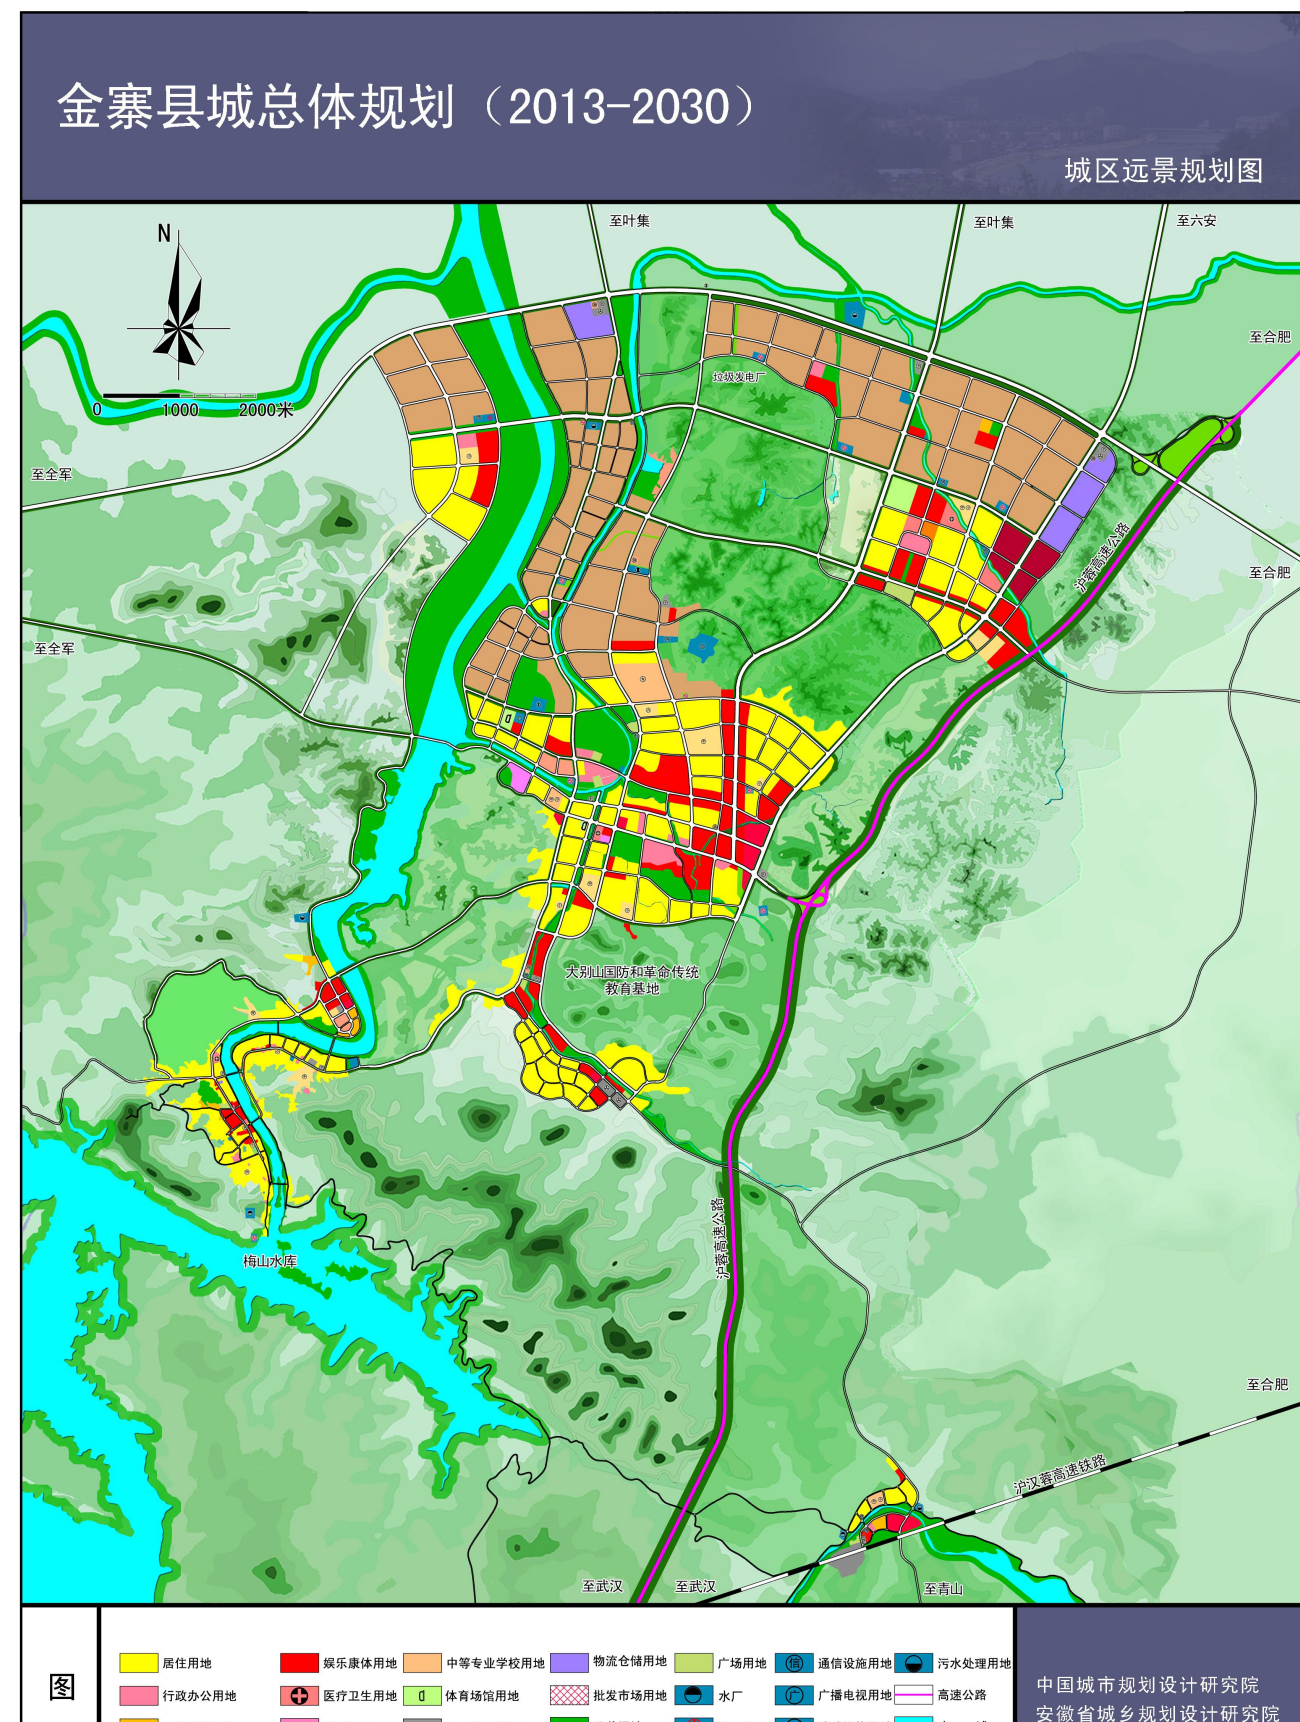 金寨县城总体规划（2013-2030）
城区远景规划图
至叶集
至叶集
至六安
N
至合肥
垃圾发电厂
0 1000 2000米
至全军
沪蓉高速公路
至合肥
至全军
大别山国防和革命传统
教育基地
沪蓉高速公路
梅山水库
至合肥
沪汉蓉高速铁路
至武汉
至武汉
至青山
图
居住用地
娱乐康体用地
中等专业学校用地
物流仓储用地
广场用地
信 通信设施用地
污水处理用地
行政办公用地
医疗卫生用地
体育场馆用地
批发市场用地
水厂
广 广播电视用地
高速公路
中国城市规划设计研究院
安徽省城乡规划设计研究院